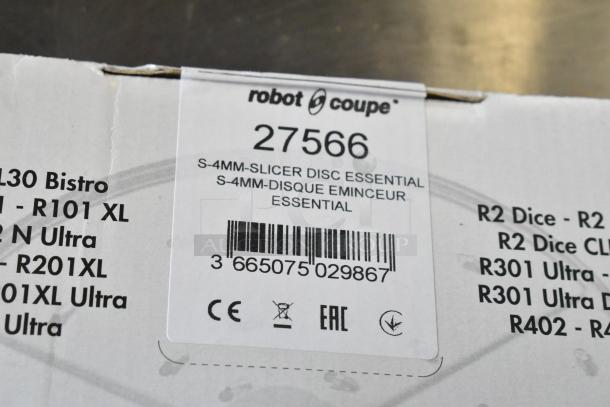 robot coupe
27566
S-4MM-SLICER DISC ESSENTIAL
S-4MM-DISQUE EMINCEUR
ESSENTIAL
3 665075 029867
CE EAC
L30 Bistro
- R101 XL
N Ultra
- R201XL
01XL Ultra
Ultra
R2 Dice - R2
R2 Dice CL
R301 Ultra -
R301 Ultra D
R402 - R4